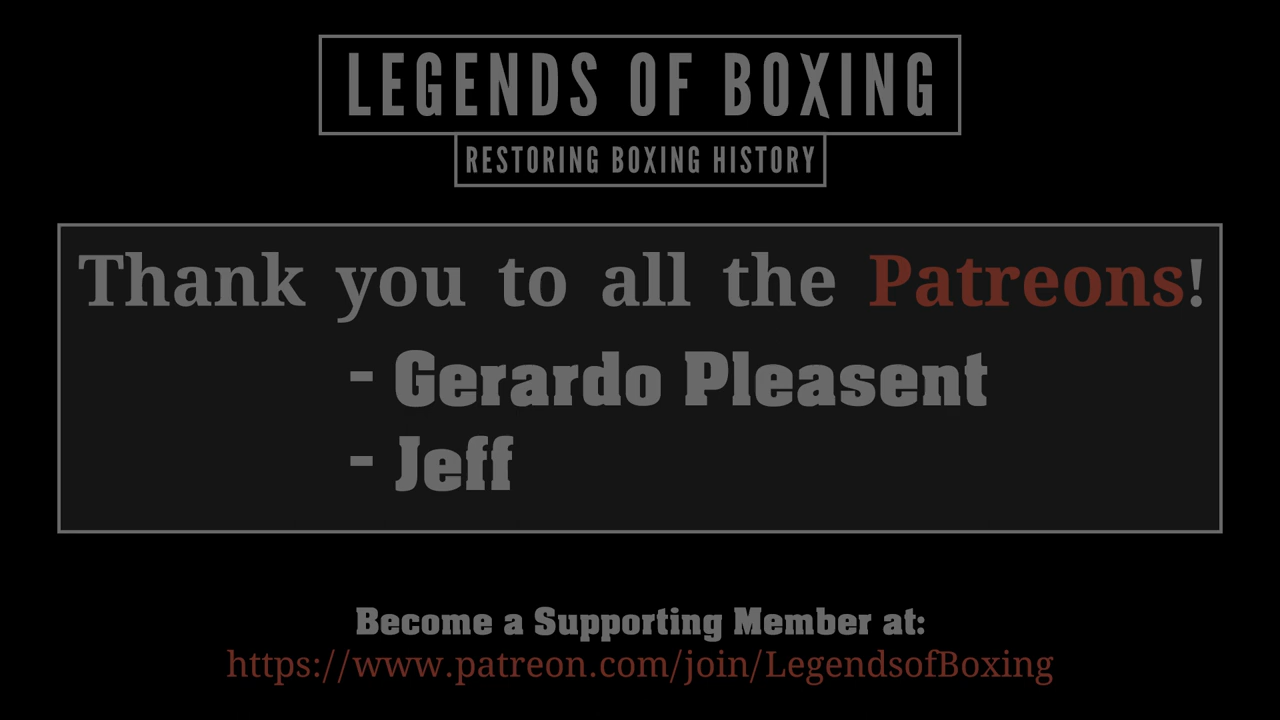 LEGENDS OF BOXING
RESTORING BOXING HISTORY
Thank you to all the Patreons!
- Gerardo Pleasent
- Jeff
Become a Supporting Member at:
https://www.patreon.com/join/LegendsofBoxing